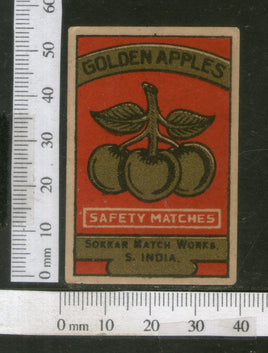 GOLDEN APPLES
SAFETY MATCHES
SOKKAR MATCH WORKS,
S. INDIA.
60
50
40
30
20
10
0 mm
0 mm 10 20 30 40